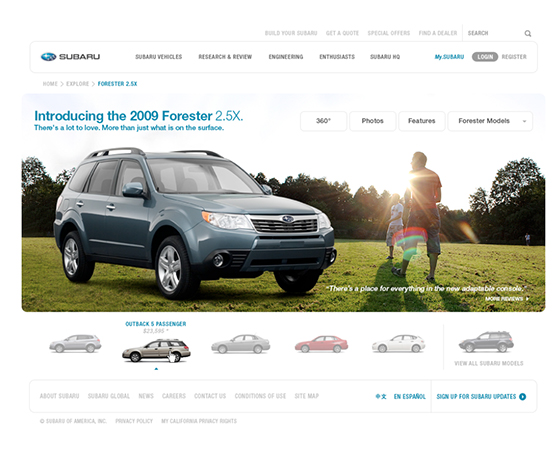 BUILD YOUR SUBARU GET A QUOTE SPECIAL OFFERS FIND A DEALER SEARCH
SUBARU SUBARU VEHICLES RESEARCH & REVIEW ENGINEERING ENTHUSIASTS SUBARU HQ My.SUBARU LOGIN REGISTER
HOME > EXPLORE > FORESTER 2.5X
Introducing the 2009 Forester 2.5X.
There's a lot to love. More than just what is on the surface.
360° Photos Features Forester Models
"There's a place for everything in the new adaptable console."
MORE REVIEWS
OUTBACK 5 PASSENGER
VIEW ALL SUBARU MODELS
ABOUT SUBARU SUBARU GLOBAL NEWS CAREERS CONTACT US CONDITIONS OF USE SITE MAP 中文 EN ESPAÑOL SIGN UP FOR SUBARU UPDATES
© SUBARU OF AMERICA, INC. PRIVACY POLICY MY CALIFORNIA PRIVACY RIGHTS